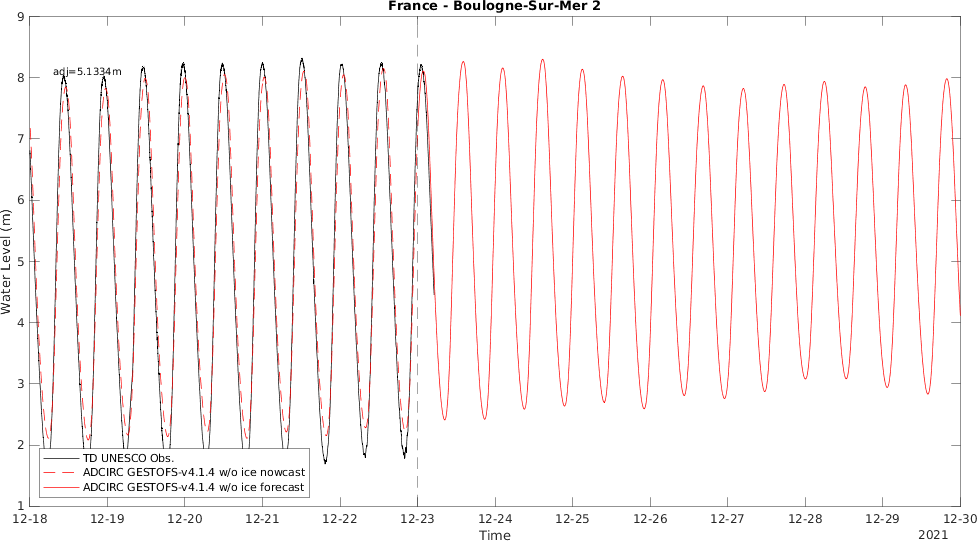 France - Boulogne-Sur-Mer 2
adj=5.1334m
9
8
7
6
5
4
3
2
1
Water Level (m)
TD UNESCO Obs.
ADCIRC GESTOFS-v4.1.4 w/o ice nowcast
ADCIRC GESTOFS-v4.1.4 w/o ice forecast
12-18 12-19 12-20 12-21 12-22 12-23 12-24 12-25 12-26 12-27 12-28 12-29 12-30
Time
2021